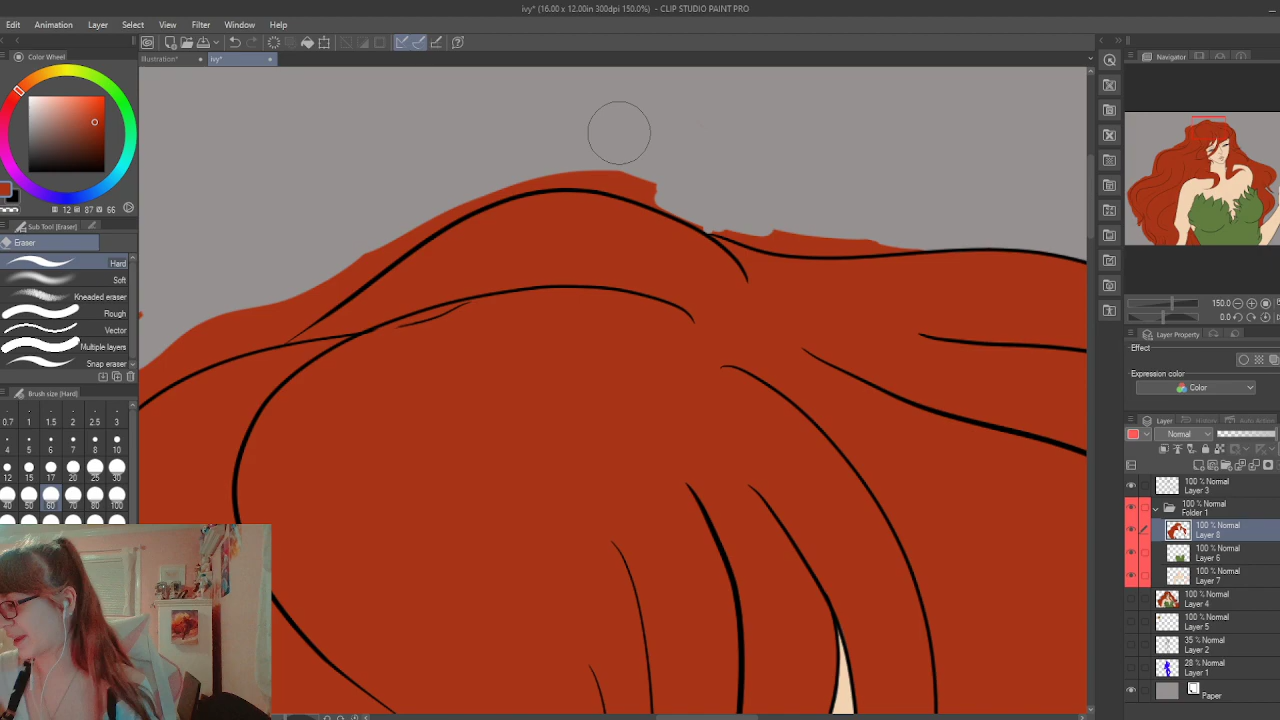 ivy* (16.00 x 12.00in 300dpi 150.0%) - CLIP STUDIO PAINT PRO
Edit Animation Layer Select View Filter Window Help
Illustration* ivy*
Color Wheel
12 87 66
Sub Tool [Eraser]
Eraser
Hard
Soft
Kneaded eraser
Rough
Vector
Multiple layers
Snap eraser
Brush size [Hard]
0.7 1 1.5 2 2.5 3
4 5 6 7 8 10
12 15 17 20 25 30
40 50 60 70 80 100
Navigator
150.0
0.0
Layer Property
Effect
Expression color
Color
Layer History Auto Action
Normal
100 % Normal
Layer 3
100 % Normal
Folder 1
100 % Normal
Layer 8
100 % Normal
Layer 6
100 % Normal
Layer 7
100 % Normal
Layer 4
100 % Normal
Layer 5
35 % Normal
Layer 2
28 % Normal
Layer 1
Paper